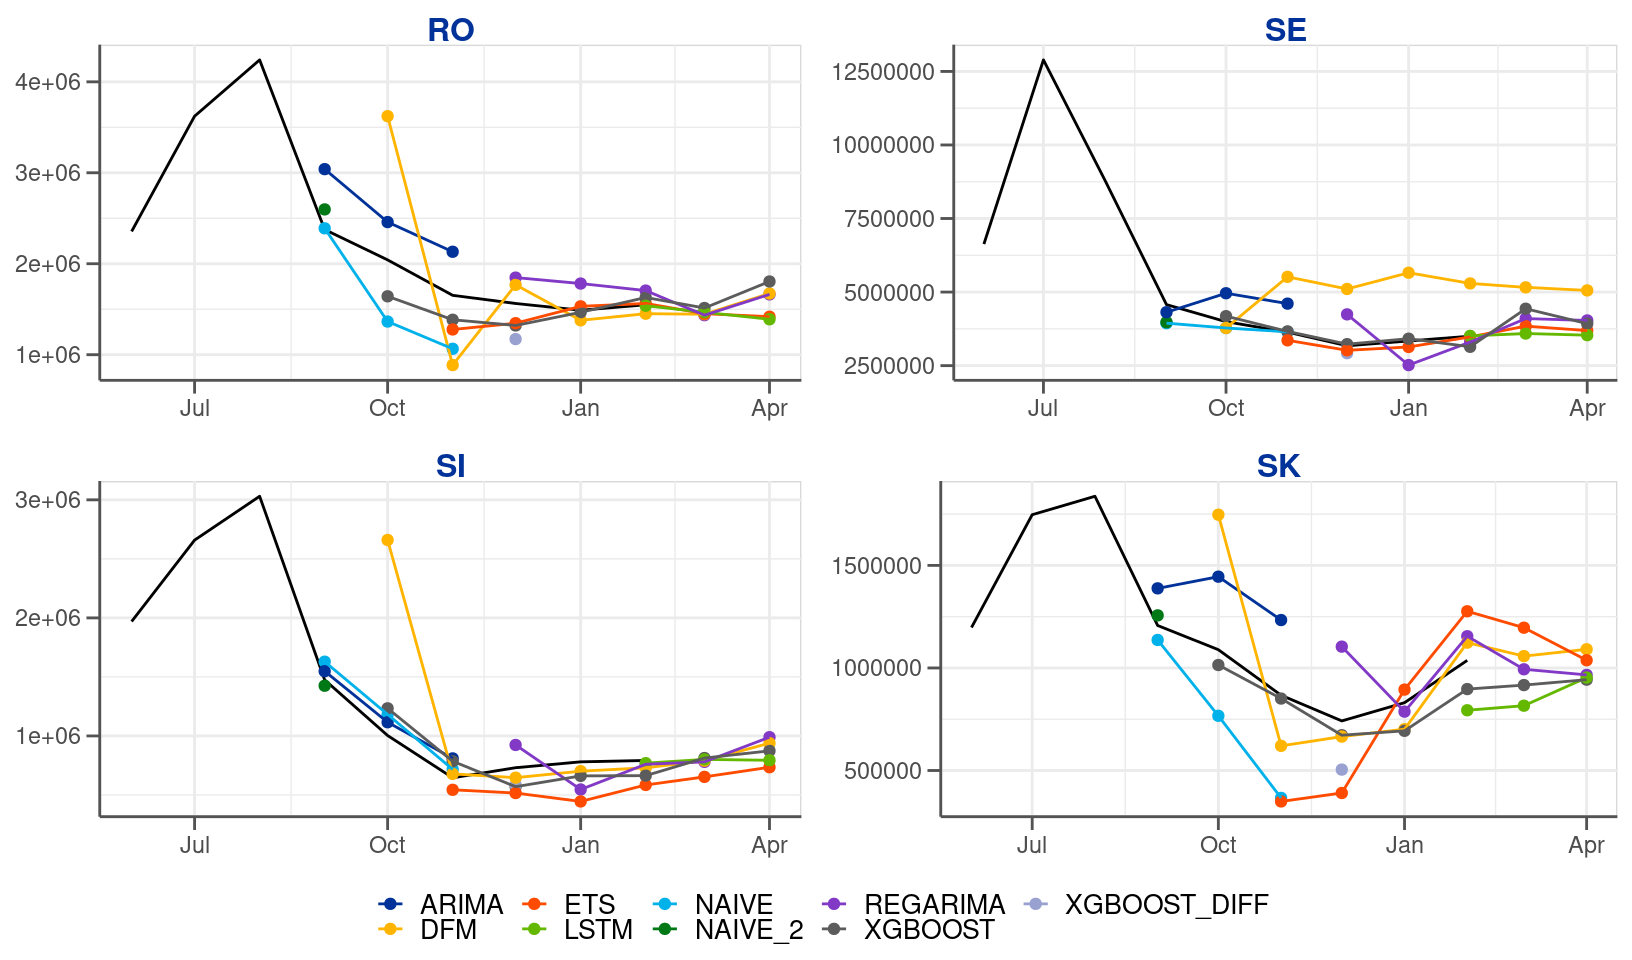 RO
SE
4e+06
3e+06
2e+06
1e+06
Jul
Oct
Jan
Apr
12500000
10000000
7500000
5000000
2500000
Jul
Oct
Jan
Apr
SI
SK
3e+06
2e+06
1e+06
Jul
Oct
Jan
Apr
1500000
1000000
500000
Jul
Oct
Jan
Apr
ARIMA ETS NAIVE REGARIMA XGBOOST_DIFF
DFM LSTM NAIVE_2 XGBOOST